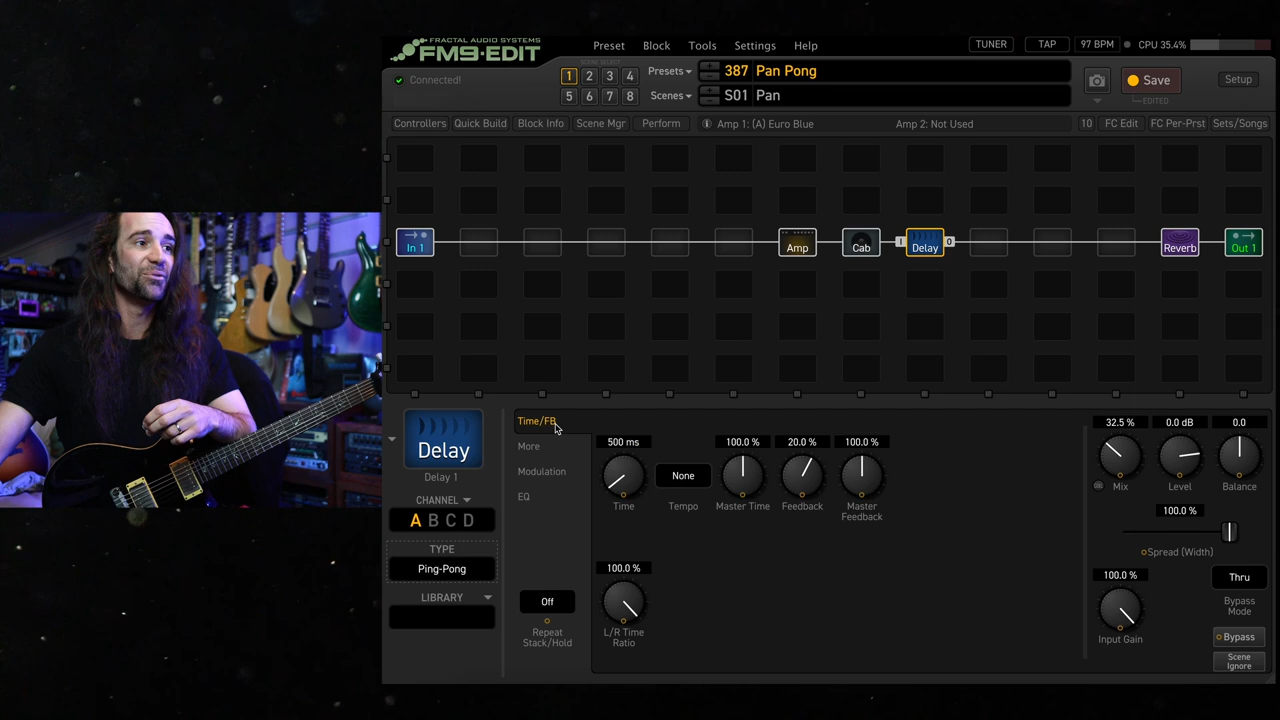 FRACTAL AUDIO SYSTEMS
FM9-EDIT
Preset Block Tools Settings Help
TUNER TAP 97 BPM CPU 35.4%
Connected!
SCENE SELECT
1 2 3 4
5 6 7 8
Presets 387 Pan Pong
Scenes S01 Pan
Save
EDITED
Setup
Controllers Quick Build Block Info Scene Mgr Perform
Amp 1: (A) Euro Blue Amp 2: Not Used
10 FC Edit FC Per-Prst Sets/Songs
In 1 Amp Cab I Delay O Reverb Out 1
Delay
Delay 1
CHANNEL
A B C D
TYPE
Ping-Pong
LIBRARY
Time/FB
More
Modulation
EQ
Off
Repeat
Stack/Hold
500 ms 100.0 % 20.0 % 100.0 %
None
Time Tempo Master Time Feedback Master
Feedback
100.0 %
L/R Time
Ratio
32.5 % 0.0 dB 0.0
Mix Level Balance
100.0 %
Spread (Width)
100.0 %
Input Gain
Thru
Bypass
Mode
Bypass
Scene
Ignore